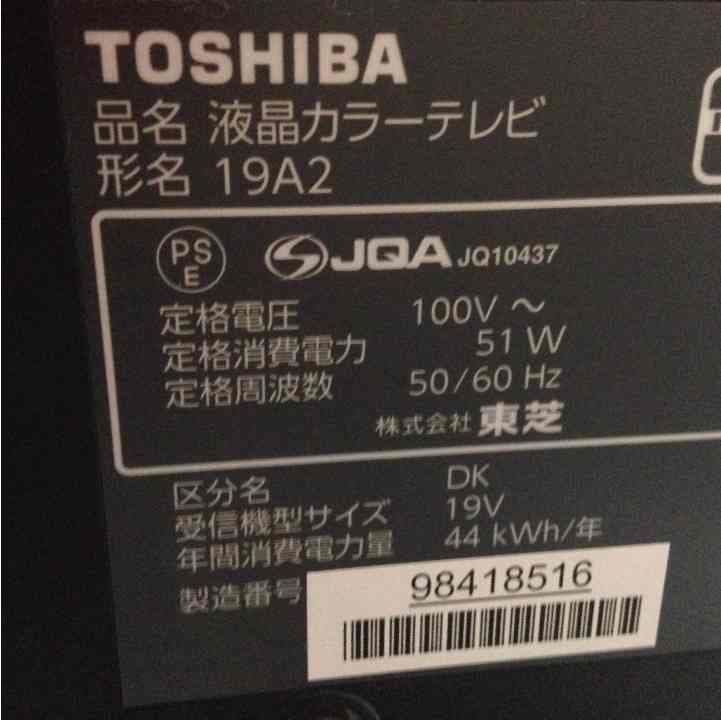 TOSHIBA
品名 液晶カラーテレビ
形名 19A2
PS
E
JQA JQ10437
定格電圧 100V ～
定格消費電力 51 W
定格周波数 50/60 Hz
株式会社 東芝
区分名 DK
受信機型サイズ 19V
年間消費電力量 44 kWh/年
製造番号 98418516